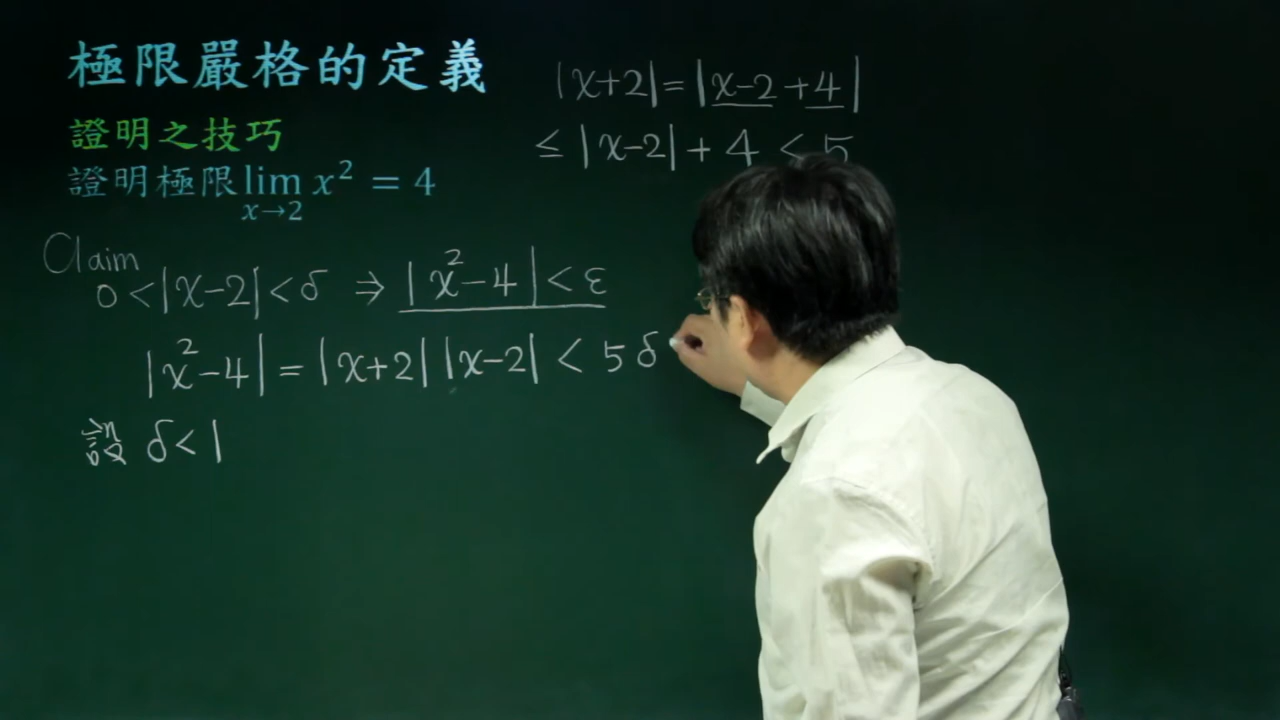 極限嚴格的定義
證明之技巧
證明極限 lim x² = 4
x→2
|x+2|=|x-2+4|
≤|x-2|+4<5
Claim
0<|x-2|<δ ⇒ |x²-4|<ε
|x²-4|=|x+2||x-2|<5δ
設 δ<1